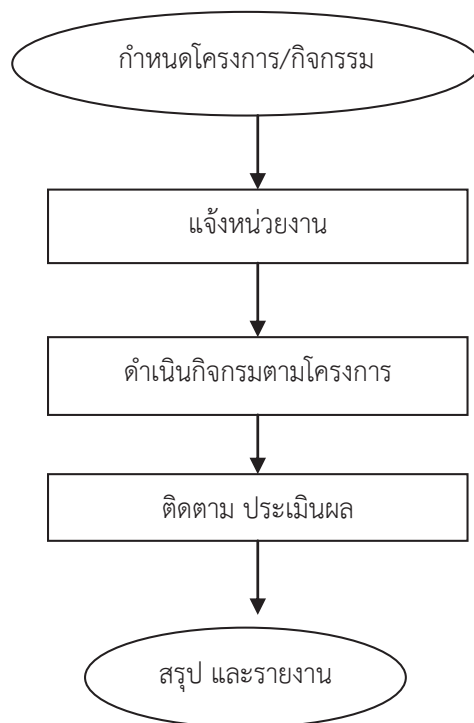 กำหนดโครงการ/กิจกรรม
แจ้งหน่วยงาน
ดำเนินกิจกรมตามโครงการ
ติดตาม ประเมินผล
สรุป และรายงาน